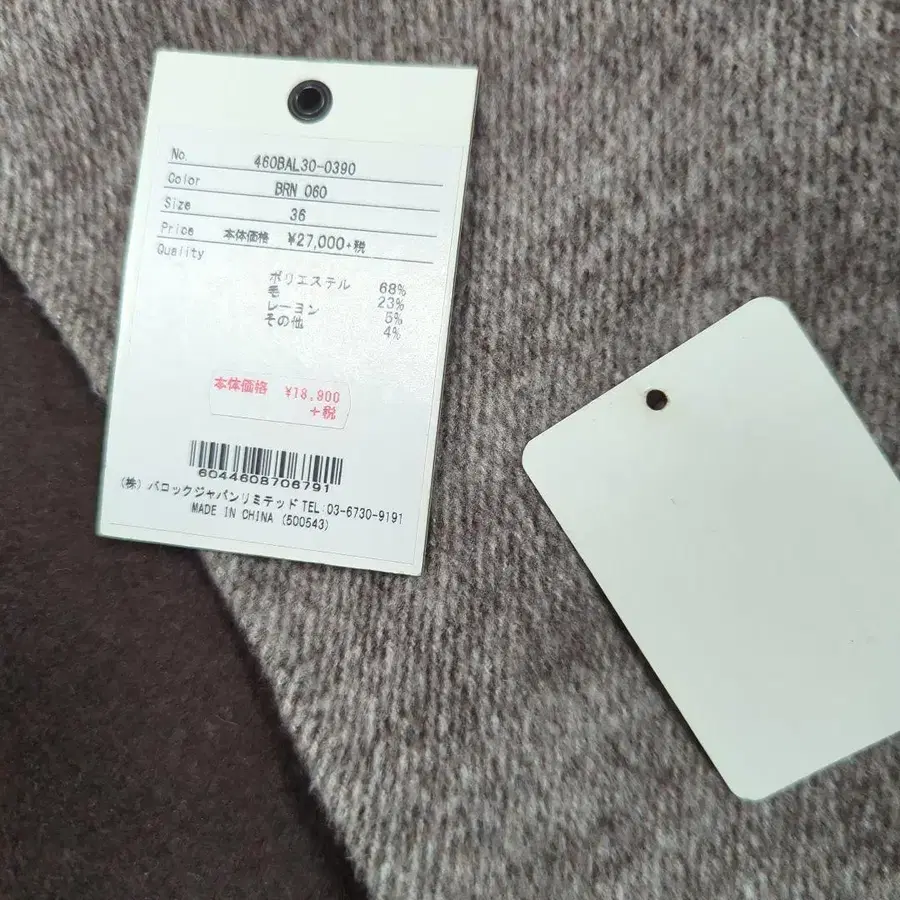 No. 460BAL30-0390
Color BRN 060
Size 36
Price 本体価格 ¥27,000+税
Quality
ポリエステル 68%
毛 23%
レーヨン 5%
その他 4%
本体価格 ¥18,900
+税
6044608706791
(株) バロックジャパンリミテッド TEL:03-6730-9191
MADE IN CHINA (500543)